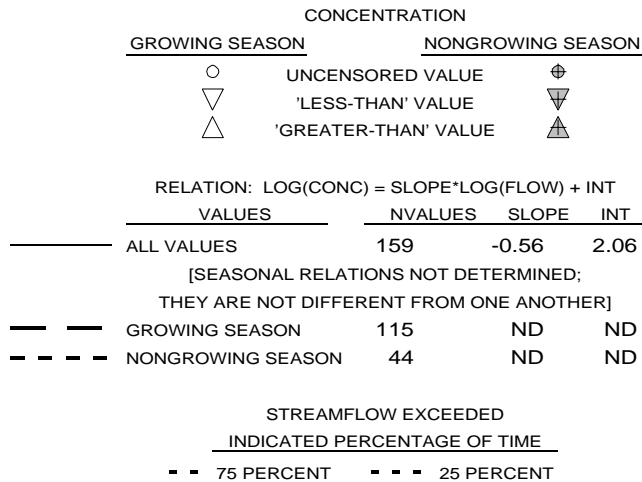 CONCENTRATION
GROWING SEASON NONGROWING SEASON
UNCENSORED VALUE
'LESS-THAN' VALUE
'GREATER-THAN' VALUE
RELATION: LOG(CONC) = SLOPE*LOG(FLOW) + INT
VALUES NVALUES SLOPE INT
ALL VALUES 159 -0.56 2.06
[SEASONAL RELATIONS NOT DETERMINED;
THEY ARE NOT DIFFERENT FROM ONE ANOTHER]
GROWING SEASON 115 ND ND
NONGROWING SEASON 44 ND ND
STREAMFLOW EXCEEDED
INDICATED PERCENTAGE OF TIME
75 PERCENT 25 PERCENT